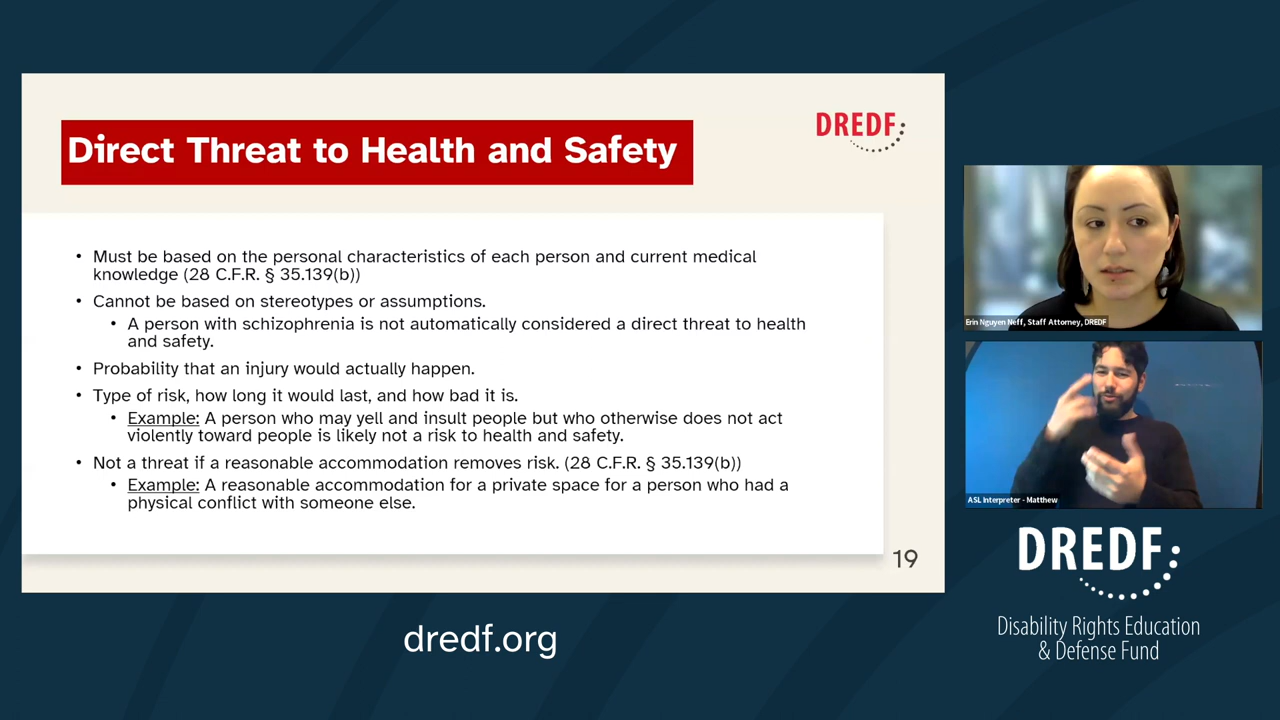 Direct Threat to Health and Safety
DREDF
• Must be based on the personal characteristics of each person and current medical
knowledge (28 C.F.R. § 35.139(b))
• Cannot be based on stereotypes or assumptions.
• A person with schizophrenia is not automatically considered a direct threat to health
and safety.
• Probability that an injury would actually happen.
• Type of risk, how long it would last, and how bad it is.
• Example: A person who may yell and insult people but who otherwise does not act
violently toward people is likely not a risk to health and safety.
• Not a threat if a reasonable accommodation removes risk. (28 C.F.R. § 35.139(b))
• Example: A reasonable accommodation for a private space for a person who had a
physical conflict with someone else.
19
Erin Nguyen Neff, Staff Attorney, DREDF
ASL Interpreter - Matthew
DREDF
Disability Rights Education
& Defense Fund
dredf.org